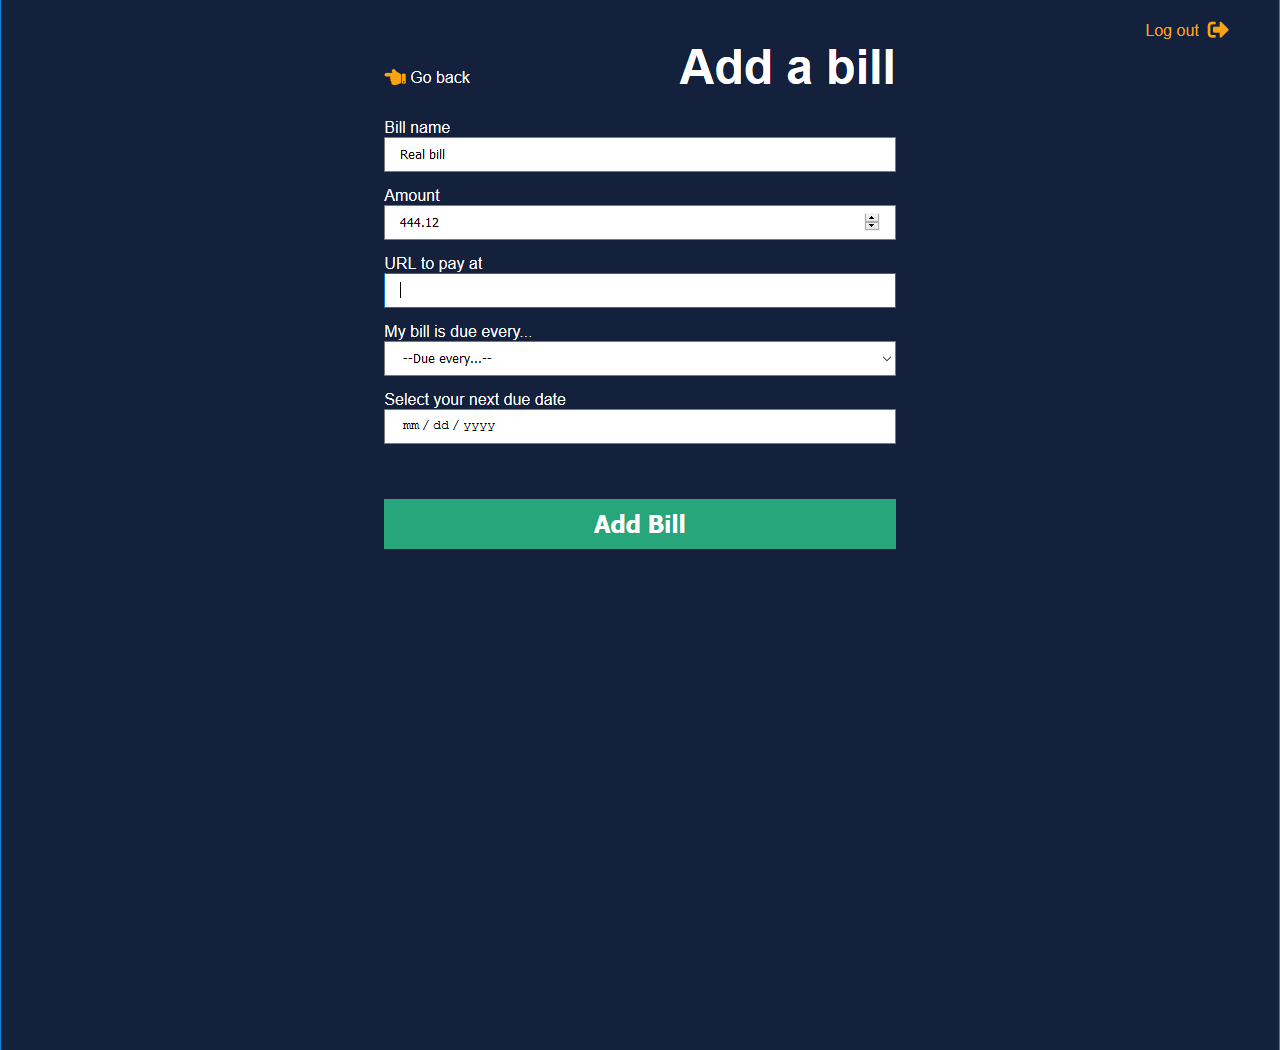 Log out
Go back
Add a bill
Bill name
Real bill
Amount
444.12
URL to pay at
My bill is due every...
--Due every...--
Select your next due date
mm / dd / yyyy
Add Bill